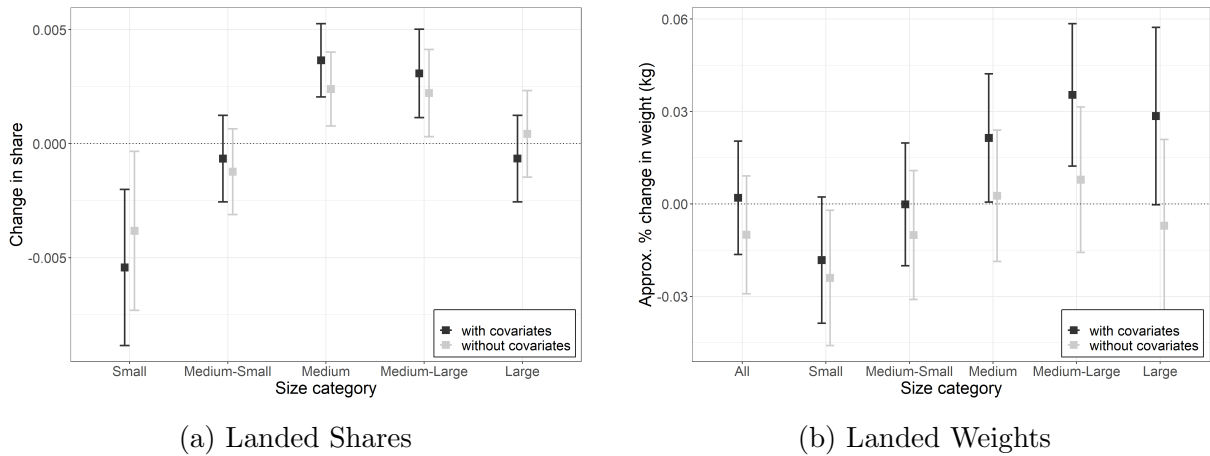 0.005
0.000
-0.005
Change in share
Small Medium-Small Medium Medium-Large Large
Size category
with covariates
without covariates
(a) Landed Shares
0.06
0.03
0.00
-0.03
Approx. % change in weight (kg)
All Small Medium-Small Medium Medium-Large Large
Size category
with covariates
without covariates
(b) Landed Weights